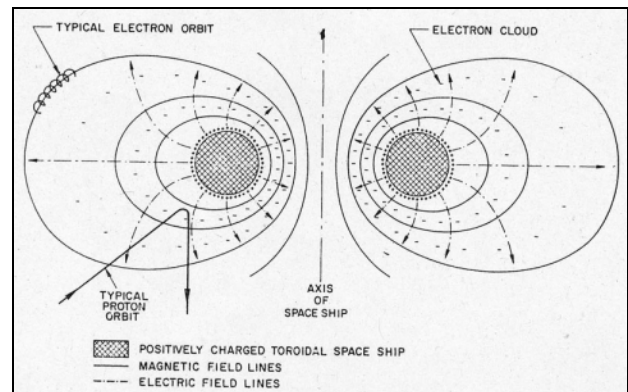 TYPICAL ELECTRON ORBIT
ELECTRON CLOUD
TYPICAL
PROTON
ORBIT
AXIS
OF
SPACE SHIP
POSITIVELY CHARGED TOROIDAL SPACE SHIP
MAGNETIC FIELD LINES
ELECTRIC FIELD LINES